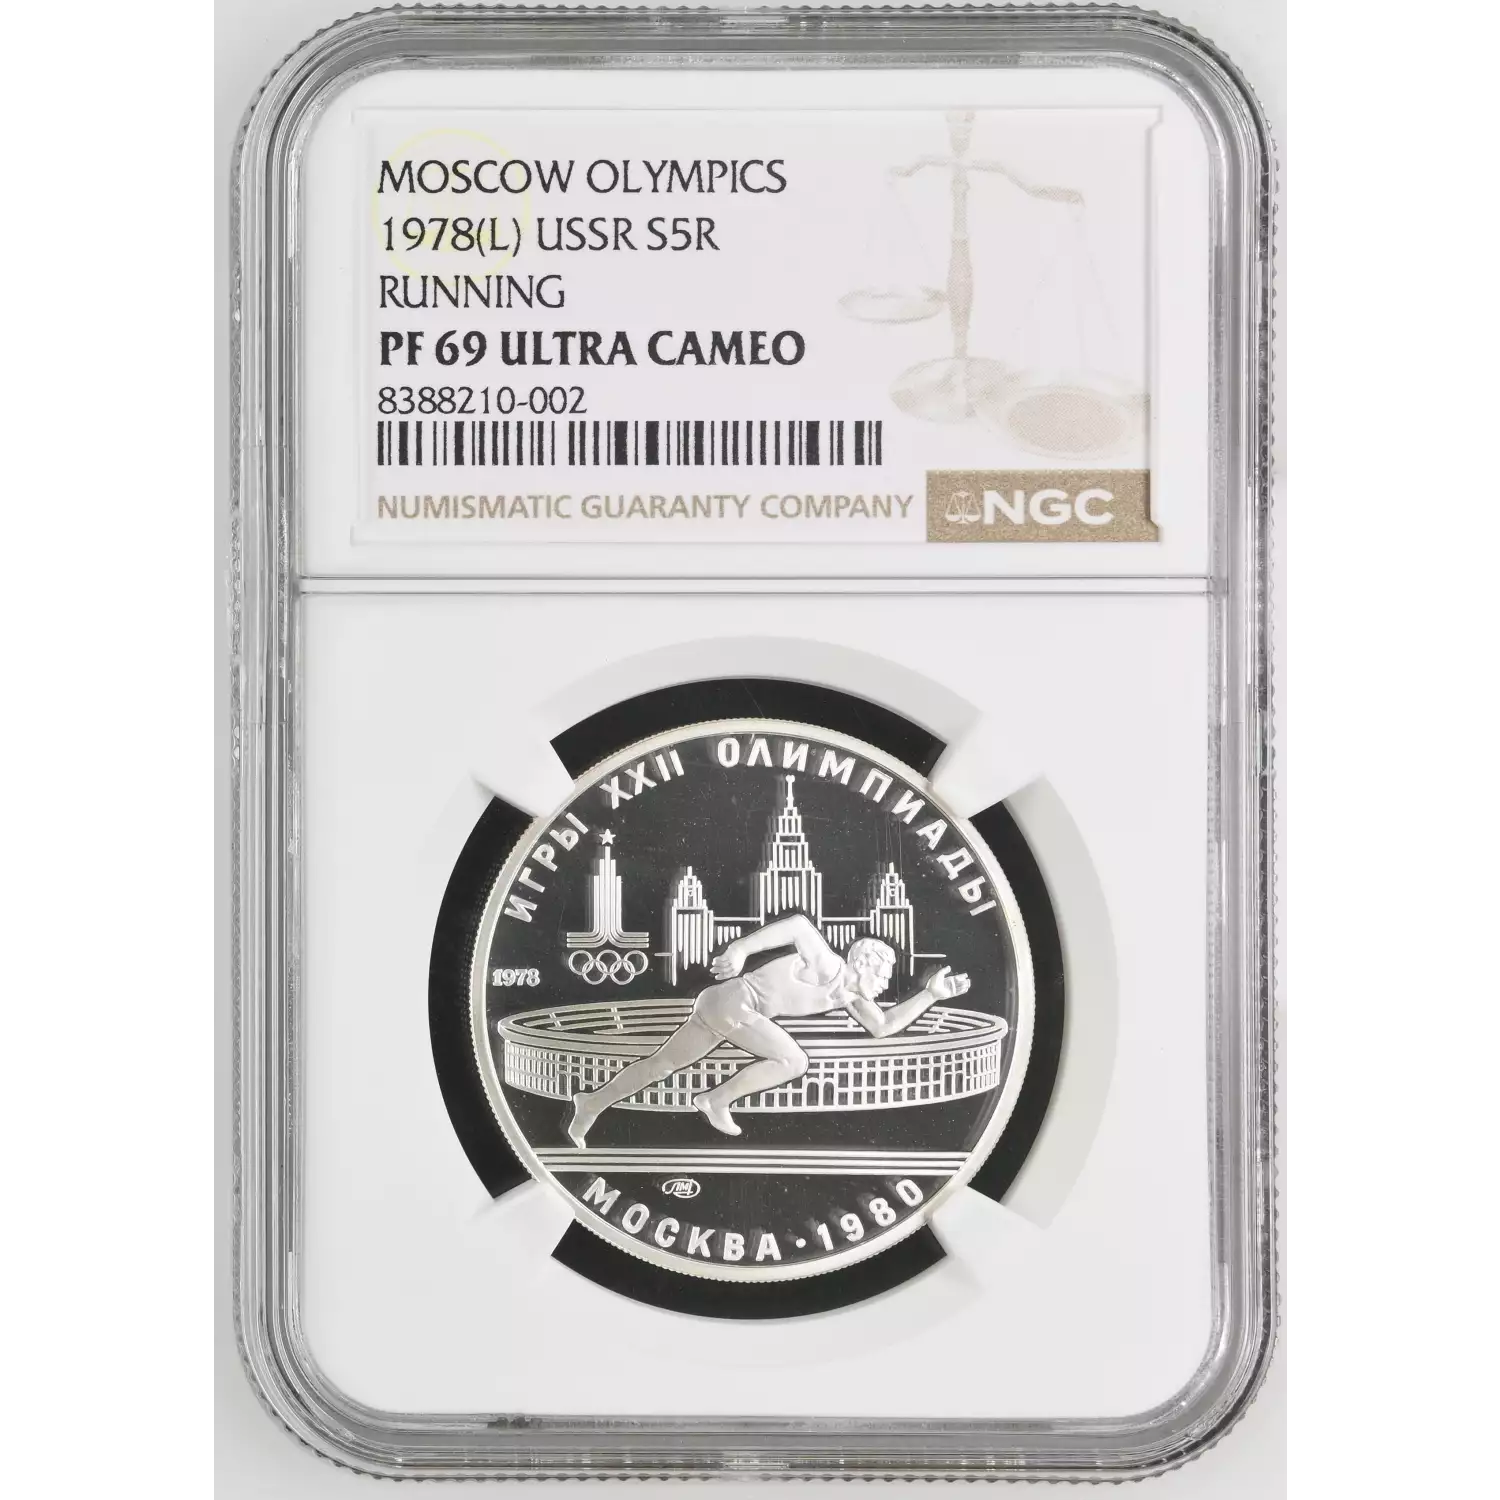 MOSCOW OLYMPICS
1978(L) USSR S5R
RUNNING
PF 69 ULTRA CAMEO
8388210-002
NUMISMATIC GUARANTY COMPANY
NGC
ИГРЫ XXII ОЛИМПИАДЫ
1978
ЛМД
МОСКВА · 1980